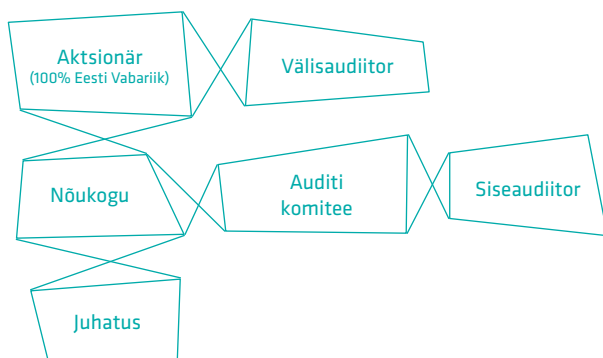 Aktsionär
(100% Eesti Vabariik)
Välisaudiitor
Nõukogu
Auditi
komitee
Siseaudiitor
Juhatus